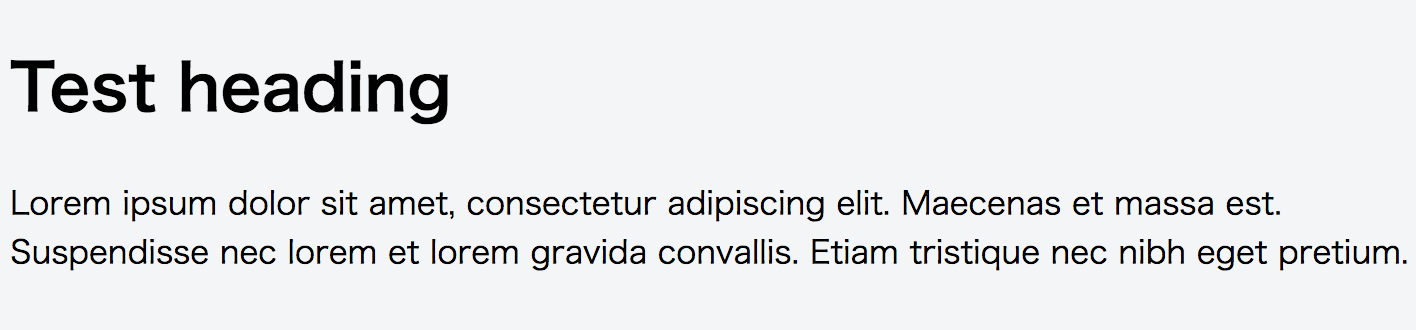 Test heading
Lorem ipsum dolor sit amet, consectetur adipiscing elit. Maecenas et massa est.
Suspendisse nec lorem et lorem gravida convallis. Etiam tristique nec nibh eget pretium.